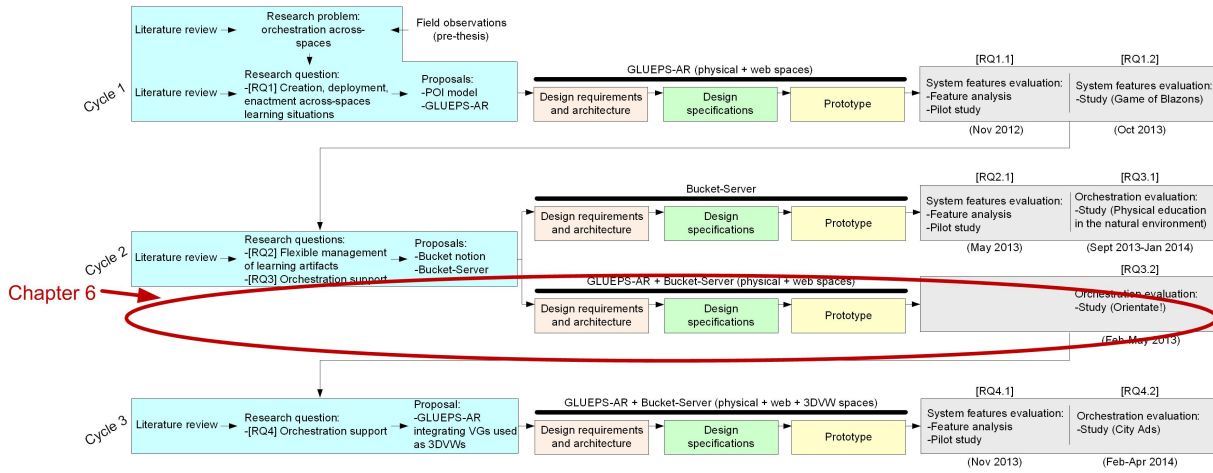 Literature review
Research problem:
orchestration across-
spaces
Field observations
(pre-thesis)
Cycle 1
Literature review
Research question:
-[RQ1] Creation, deployment,
enactment across-spaces
learning situations
Proposals:
-POI model
-GLUEPS-AR
GLUEPS-AR (physical + web spaces)
Design requirements
and architecture
Design
specifications
Prototype
[RQ1.1]
System features evaluation:
-Feature analysis
-Pilot study
(Nov 2012)
[RQ1.2]
System features evaluation:
-Study (Game of Blazons)
(Oct 2013)
Cycle 2
Literature review
Research questions:
-[RQ2] Flexible management
of learning artifacts
-[RQ3] Orchestration support
Proposals:
-Bucket notion
-Bucket-Server
Bucket-Server
Design requirements
and architecture
Design
specifications
Prototype
[RQ2.1]
System features evaluation:
-Feature analysis
-Pilot study
(May 2013)
[RQ3.1]
Orchestration evaluation:
-Study (Physical education
in the natural environment)
(Sept 2013-Jan 2014)
Chapter 6
GLUEPS-AR + Bucket-Server (physical + web spaces)
Design requirements
and architecture
Design
specifications
Prototype
[RQ3.2]
Orchestration evaluation:
-Study (Orientate!)
(Feb-May 2013)
Cycle 3
Literature review
Research question:
-[RQ4] Orchestration support
Proposal:
-GLUEPS-AR
integrating VGs used
as 3DVWs
GLUEPS-AR + Bucket-Server (physical + web + 3DVW spaces)
Design requirements
and architecture
Design
specifications
Prototype
[RQ4.1]
System features evaluation:
-Feature analysis
-Pilot study
(Nov 2013)
[RQ4.2]
Orchestration evaluation:
-Study (City Ads)
(Feb-Apr 2014)